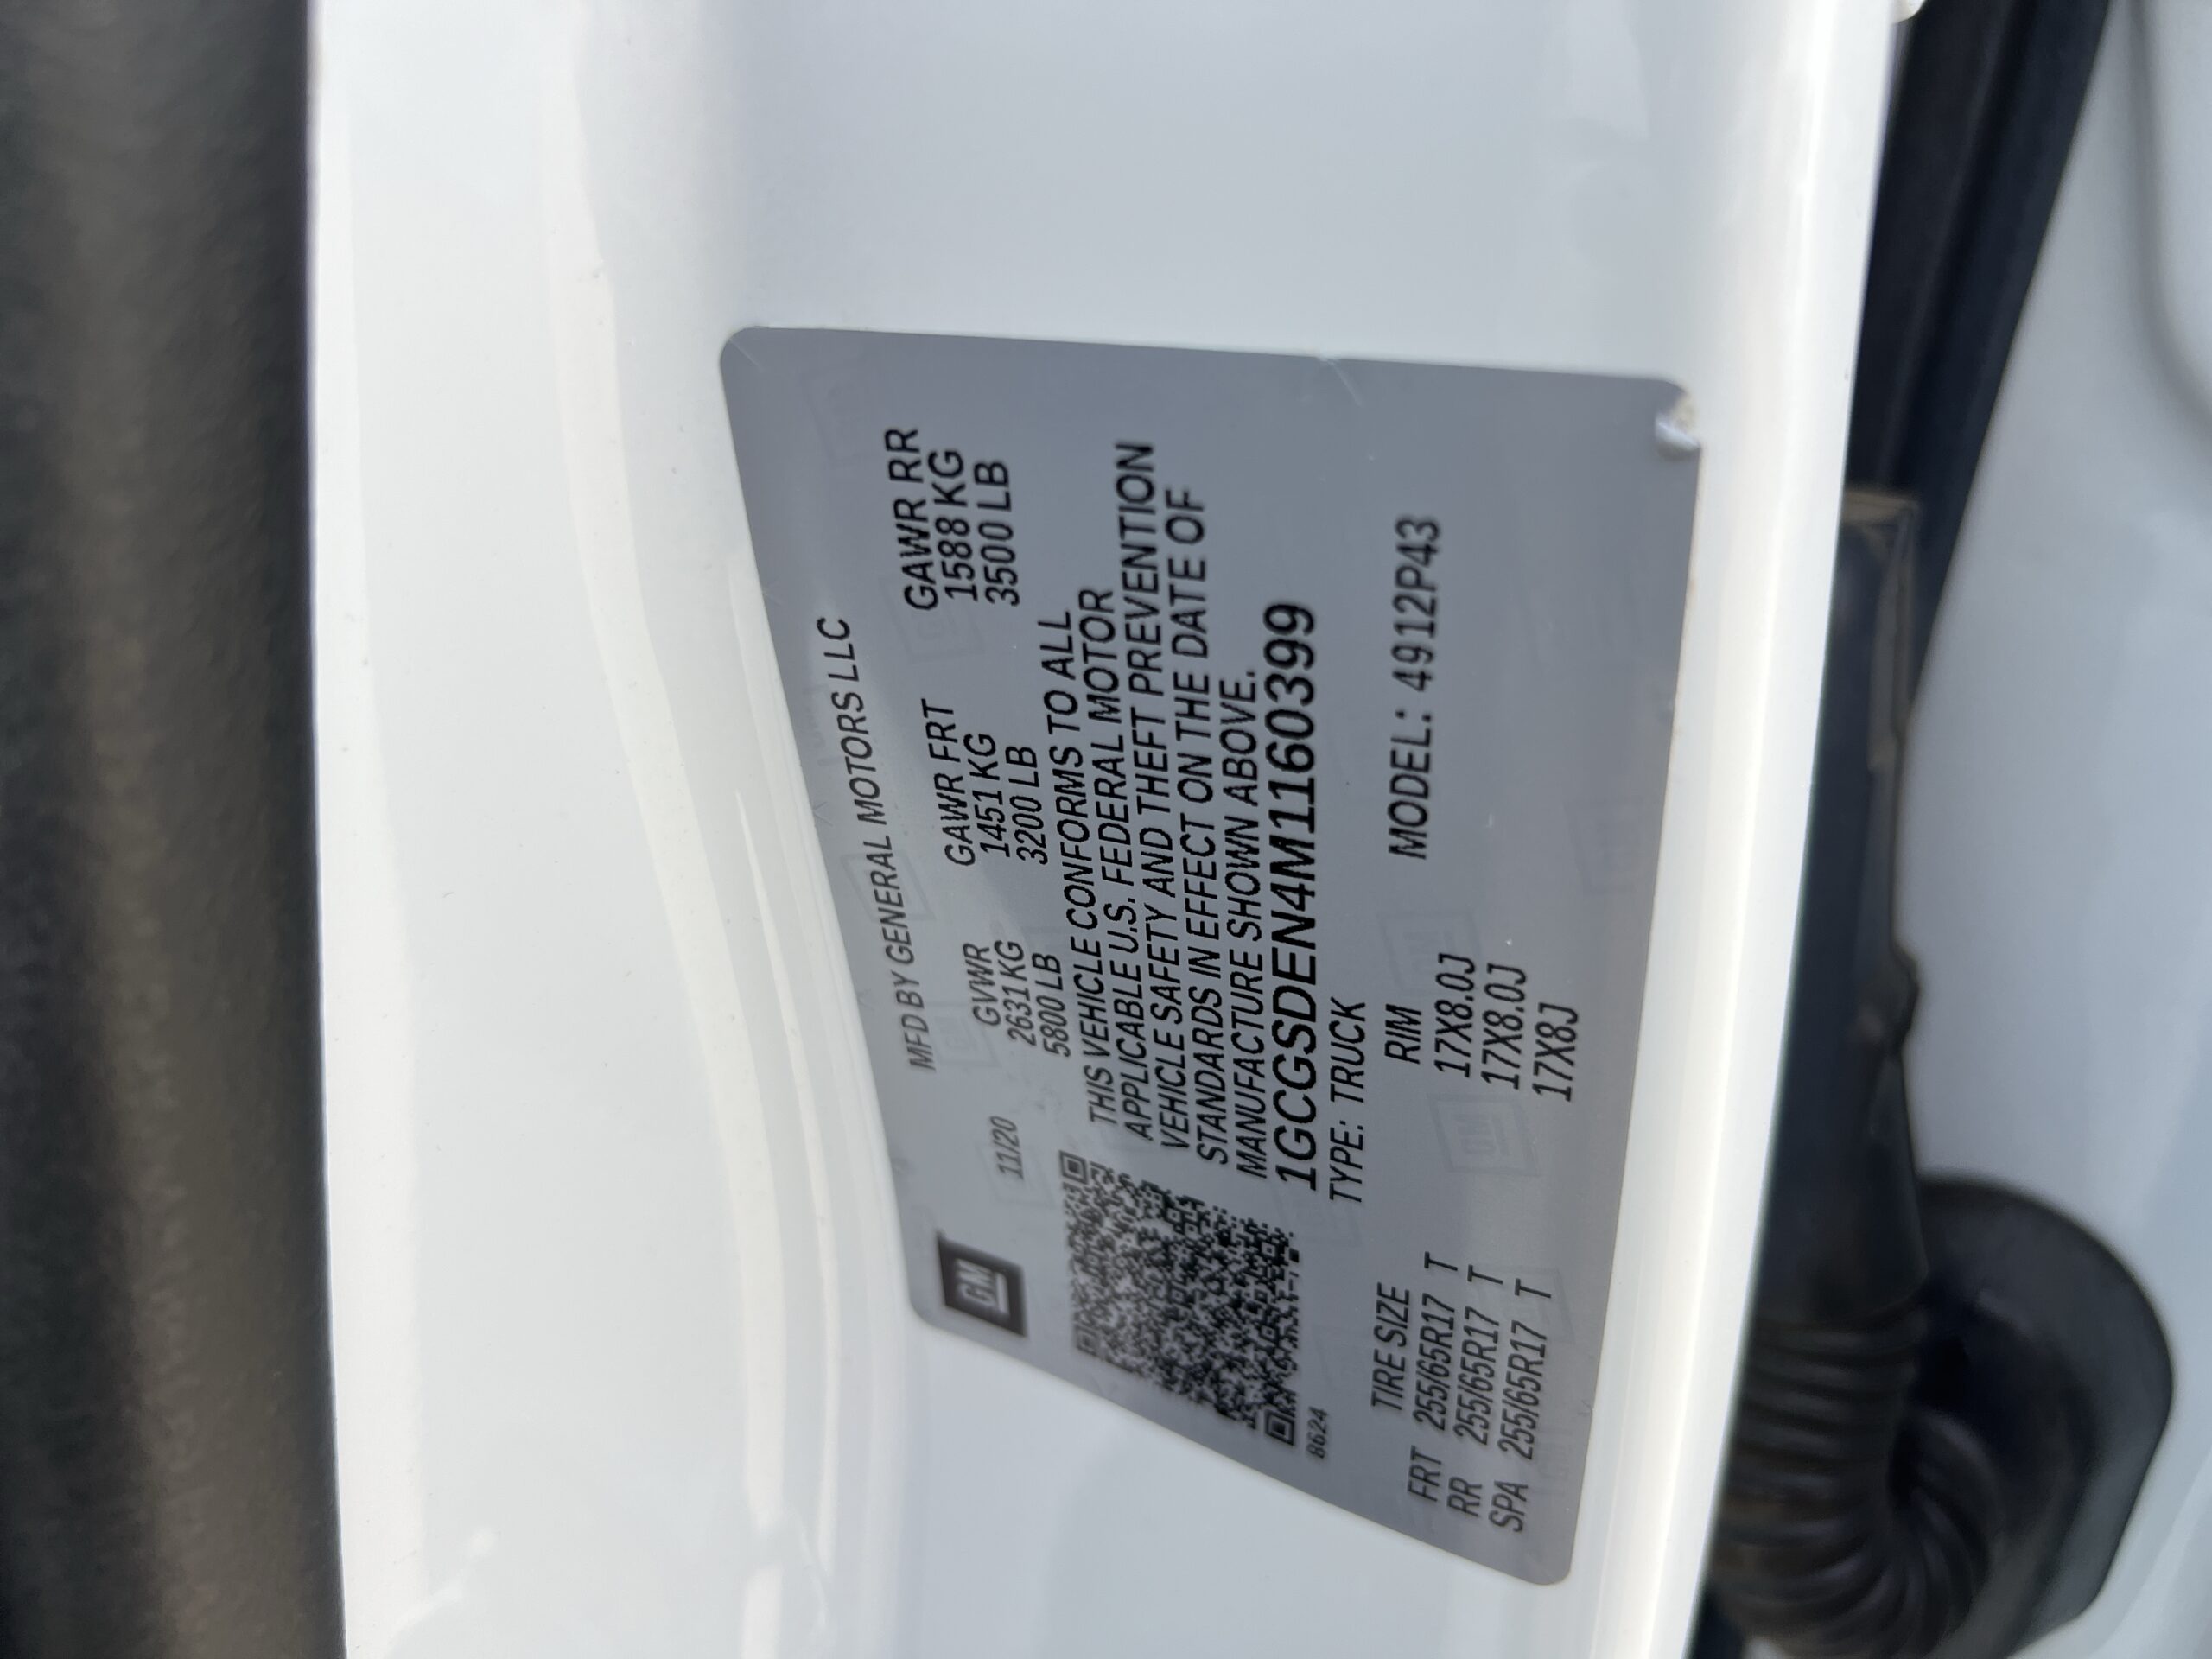 MFD BY GENERAL MOTORS LLC
GM 11/20 GVWR GAWR FRT GAWR RR
2631 KG 1451 KG 1588 KG
5800 LB 3200 LB 3500 LB
THIS VEHICLE CONFORMS TO ALL
APPLICABLE U.S. FEDERAL MOTOR
VEHICLE SAFETY AND THEFT PREVENTION
STANDARDS IN EFFECT ON THE DATE OF
MANUFACTURE SHOWN ABOVE.
1GCGSDEN4M1160399
8624 TYPE: TRUCK
TIRE SIZE RIM MODEL: 4912P43
FRT 255/65R17 T 17X8.0J
RR 255/65R17 T 17X8.0J
SPA 255/65R17 T 17X8J